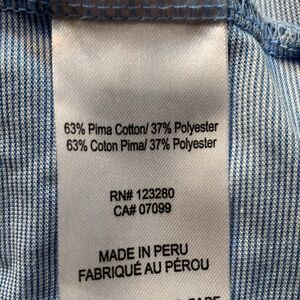 63% Pima Cotton/ 37% Polyester
63% Coton Pima/ 37% Polyester
RN# 123280
CA# 07099
MADE IN PERU
FABRIQUÉ AU PÉROU